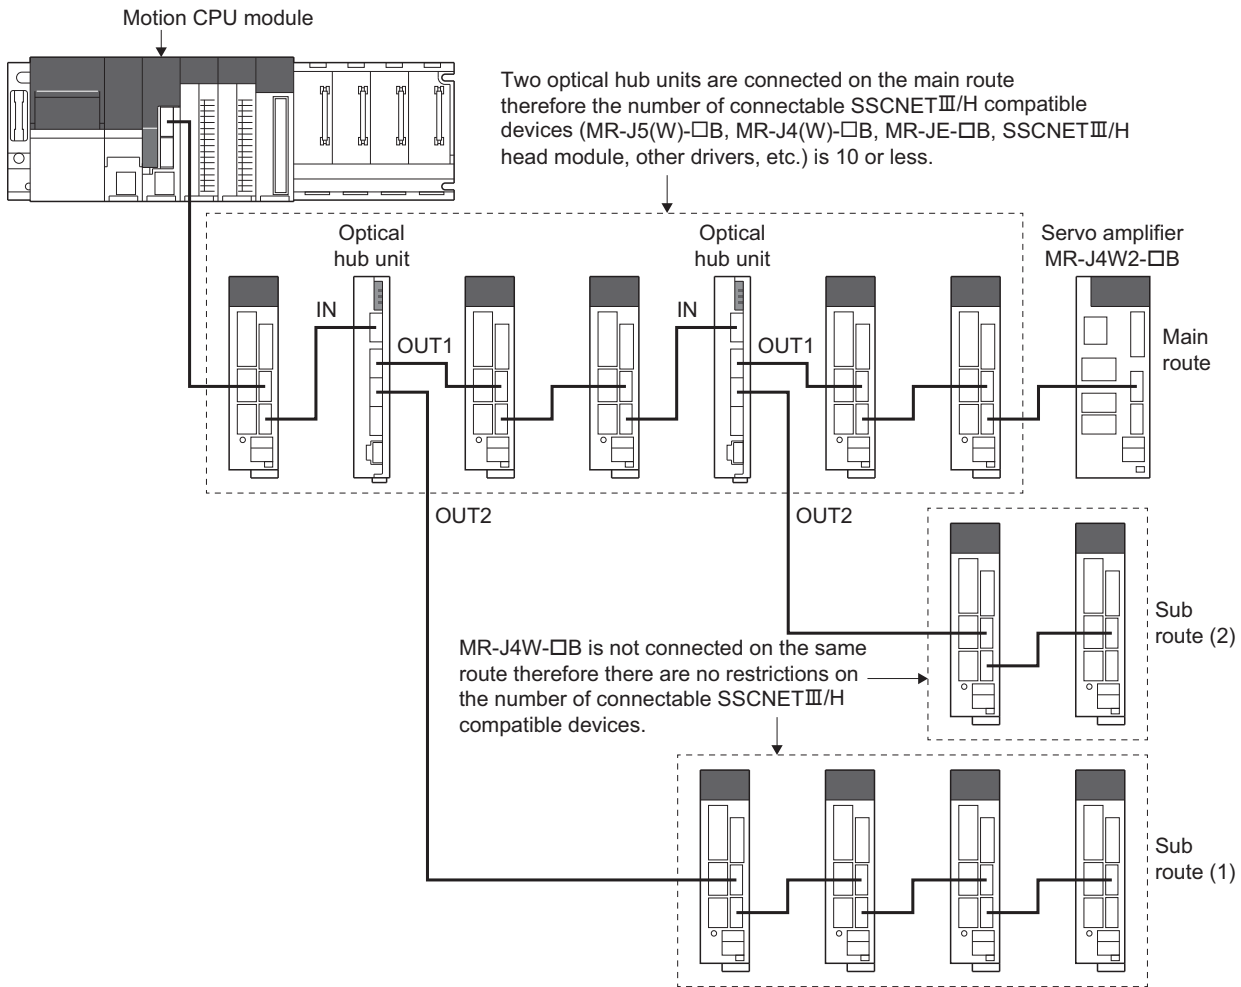 Motion CPU module
Two optical hub units are connected on the main route
therefore the number of connectable SSCNETⅢ/H compatible
devices (MR-J5(W)-□B, MR-J4(W)-□B, MR-JE-□B, SSCNETⅢ/H
head module, other drivers, etc.) is 10 or less.
Optical
hub unit
Optical
hub unit
Servo amplifier
MR-J4W2-□B
IN
OUT1
IN
OUT1
Main
route
OUT2
OUT2
Sub
route (2)
MR-J4W-□B is not connected on the same
route therefore there are no restrictions on
the number of connectable SSCNETⅢ/H
compatible devices.
Sub
route (1)